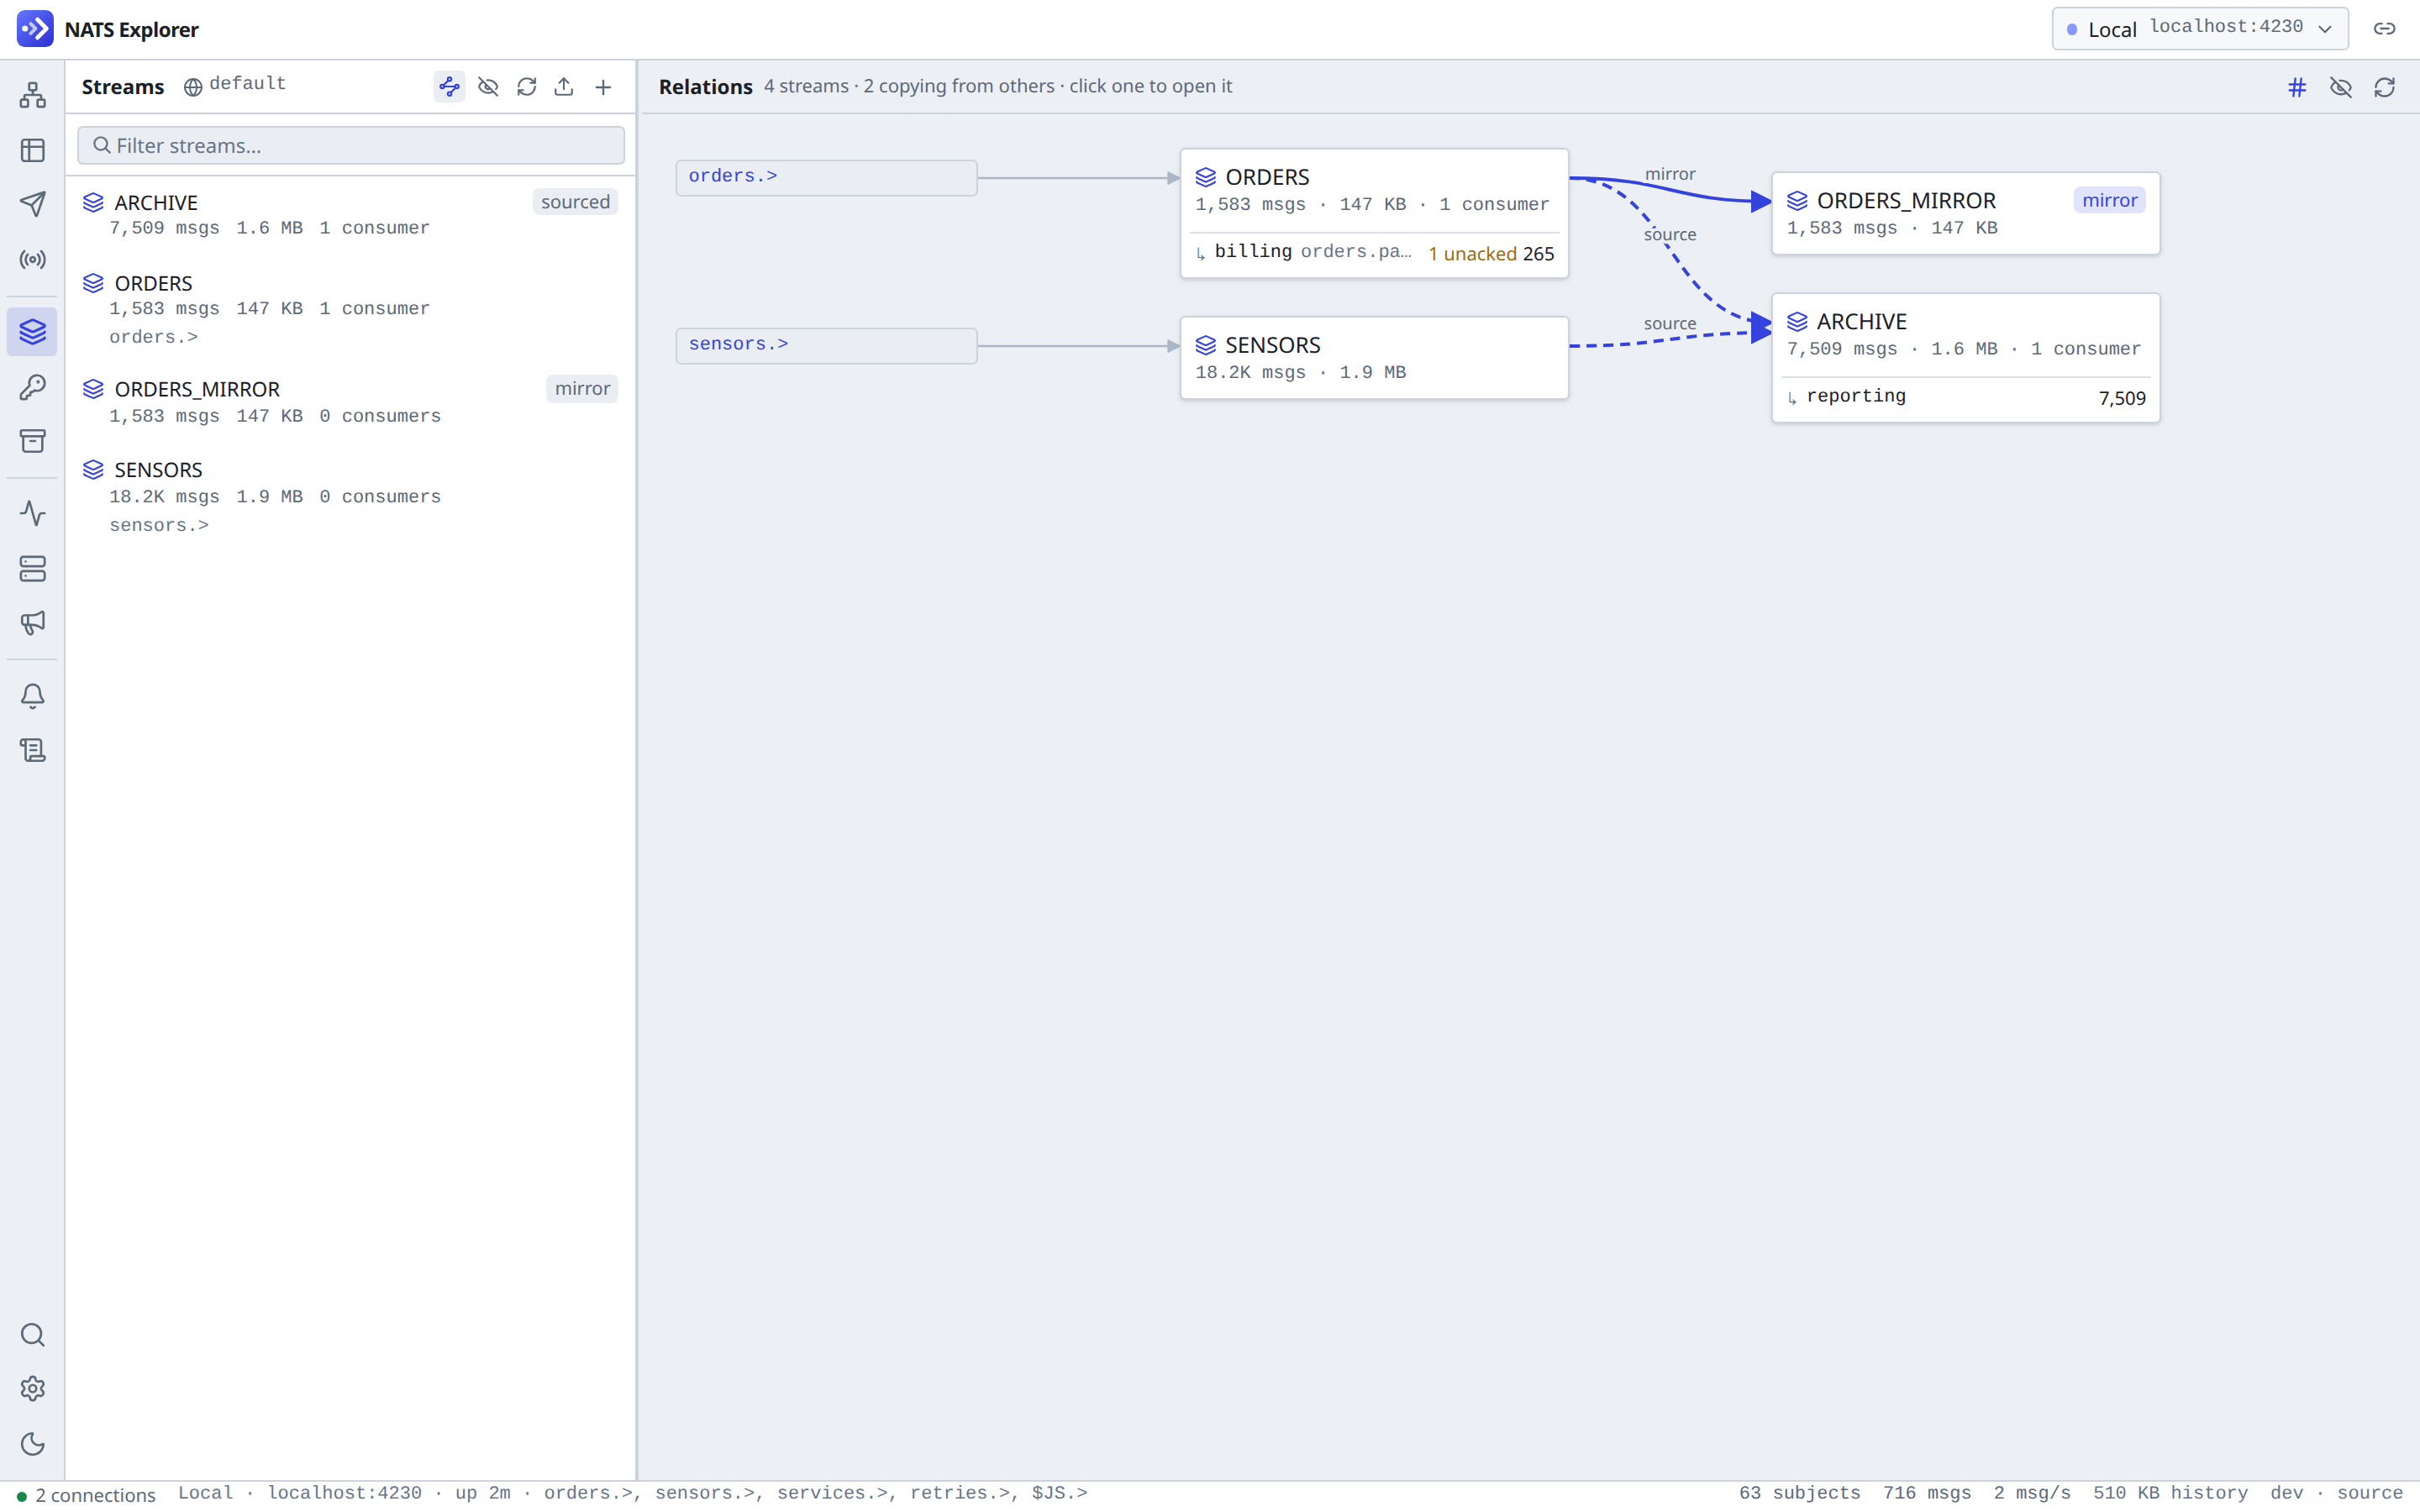 NATS Explorer
Local localhost:4230
Streams default
Relations 4 streams · 2 copying from others · click one to open it
Filter streams...
ARCHIVE sourced
7,509 msgs 1.6 MB 1 consumer
ORDERS
1,583 msgs 147 KB 1 consumer
orders.>
ORDERS_MIRROR mirror
1,583 msgs 147 KB 0 consumers
SENSORS
18.2K msgs 1.9 MB 0 consumers
sensors.>
orders.>
ORDERS
1,583 msgs · 147 KB · 1 consumer
↳ billing orders.pa… 1 unacked 265
mirror
source
ORDERS_MIRROR mirror
1,583 msgs · 147 KB
sensors.>
SENSORS
18.2K msgs · 1.9 MB
source
ARCHIVE
7,509 msgs · 1.6 MB · 1 consumer
↳ reporting 7,509
2 connections Local · localhost:4230 · up 2m · orders.>, sensors.>, services.>, retries.>, $JS.>
63 subjects 716 msgs 2 msg/s 510 KB history dev · source